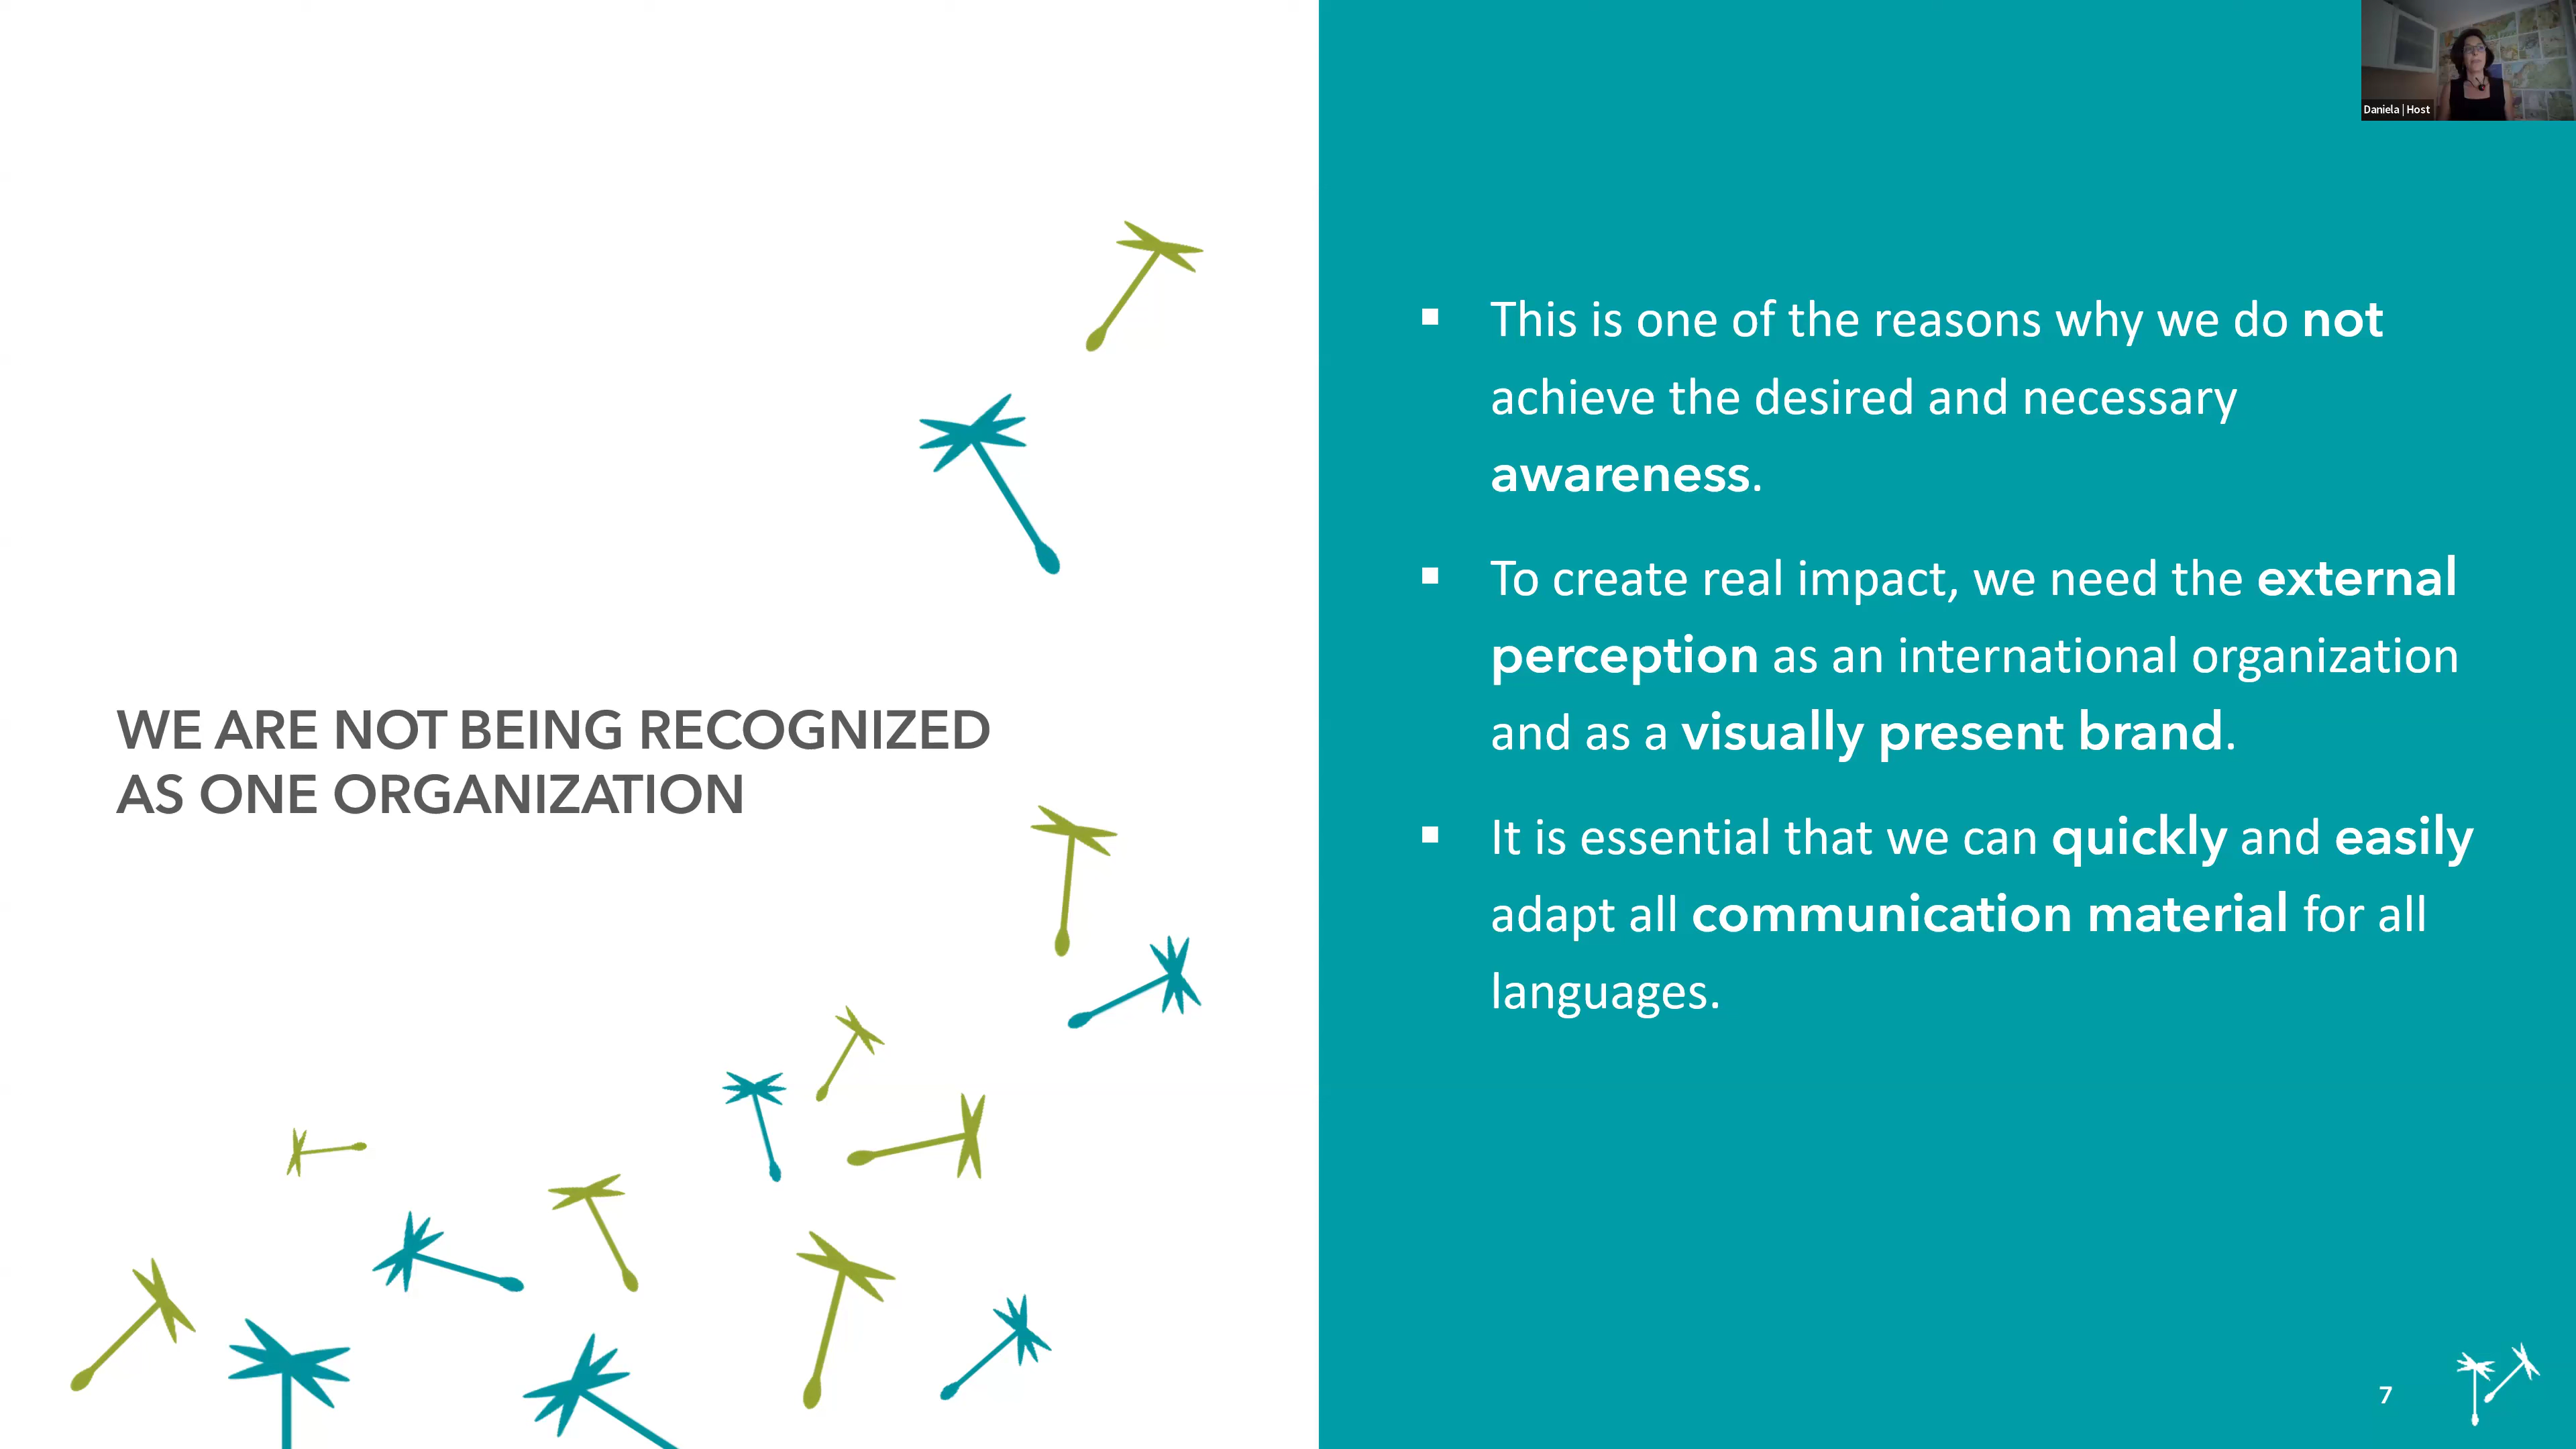 Daniela | Host
WE ARE NOT BEING RECOGNIZED
AS ONE ORGANIZATION
▪ This is one of the reasons why we do not
achieve the desired and necessary
awareness.
▪ To create real impact, we need the external
perception as an international organization
and as a visually present brand.
▪ It is essential that we can quickly and easily
adapt all communication material for all
languages.
7